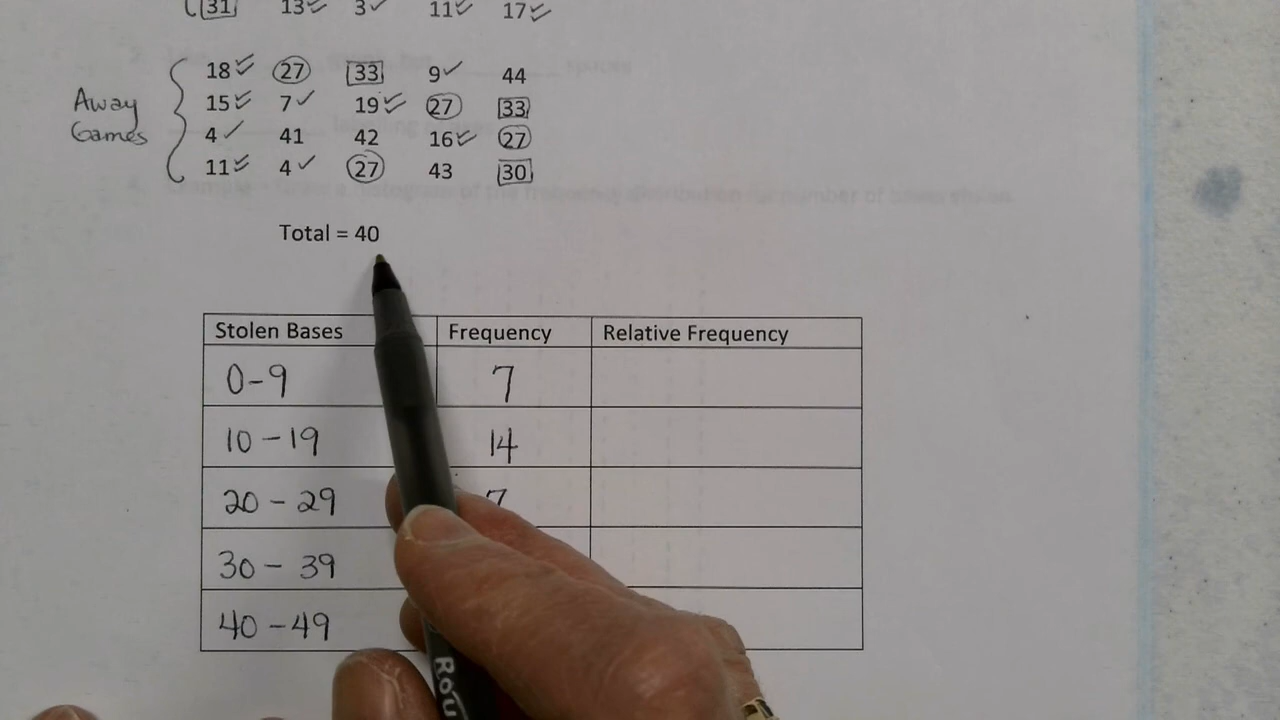 31 13 3 11 17
18 27 33 9 44
Away 15 7 19 27 33
Games 4 41 42 16 27
11 4 27 43 30
Total = 40
Stolen Bases Frequency Relative Frequency
0-9 7
10-19 14
20-29 7
30-39
40-49
Rou